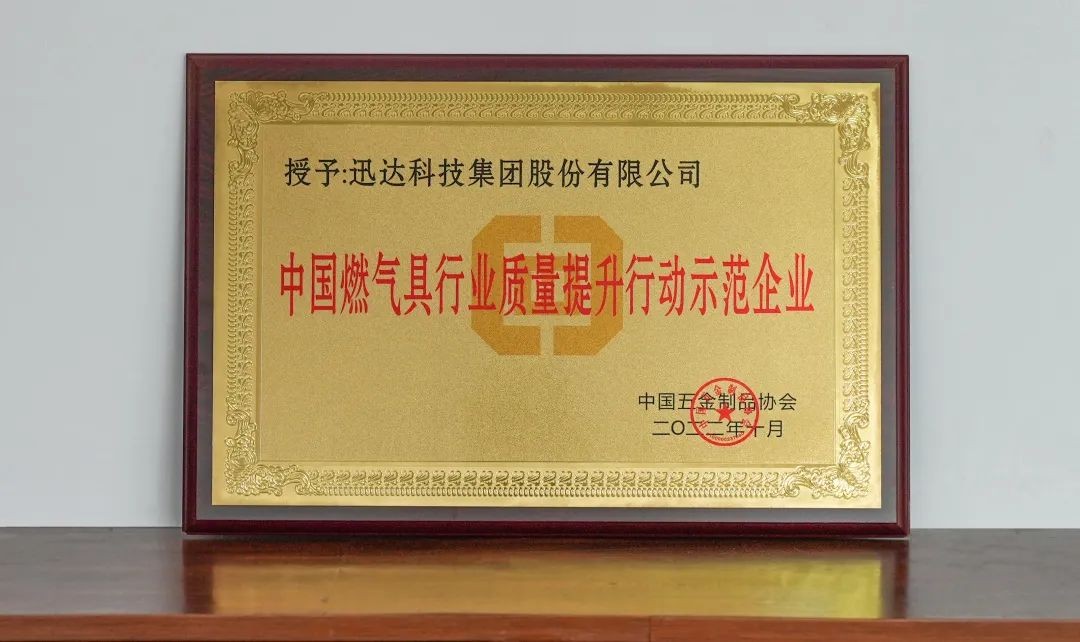 授予:迅达科技集团股份有限公司
中国燃气具行业质量提升行动示范企业
中国五金制品协会
二〇二二年十月